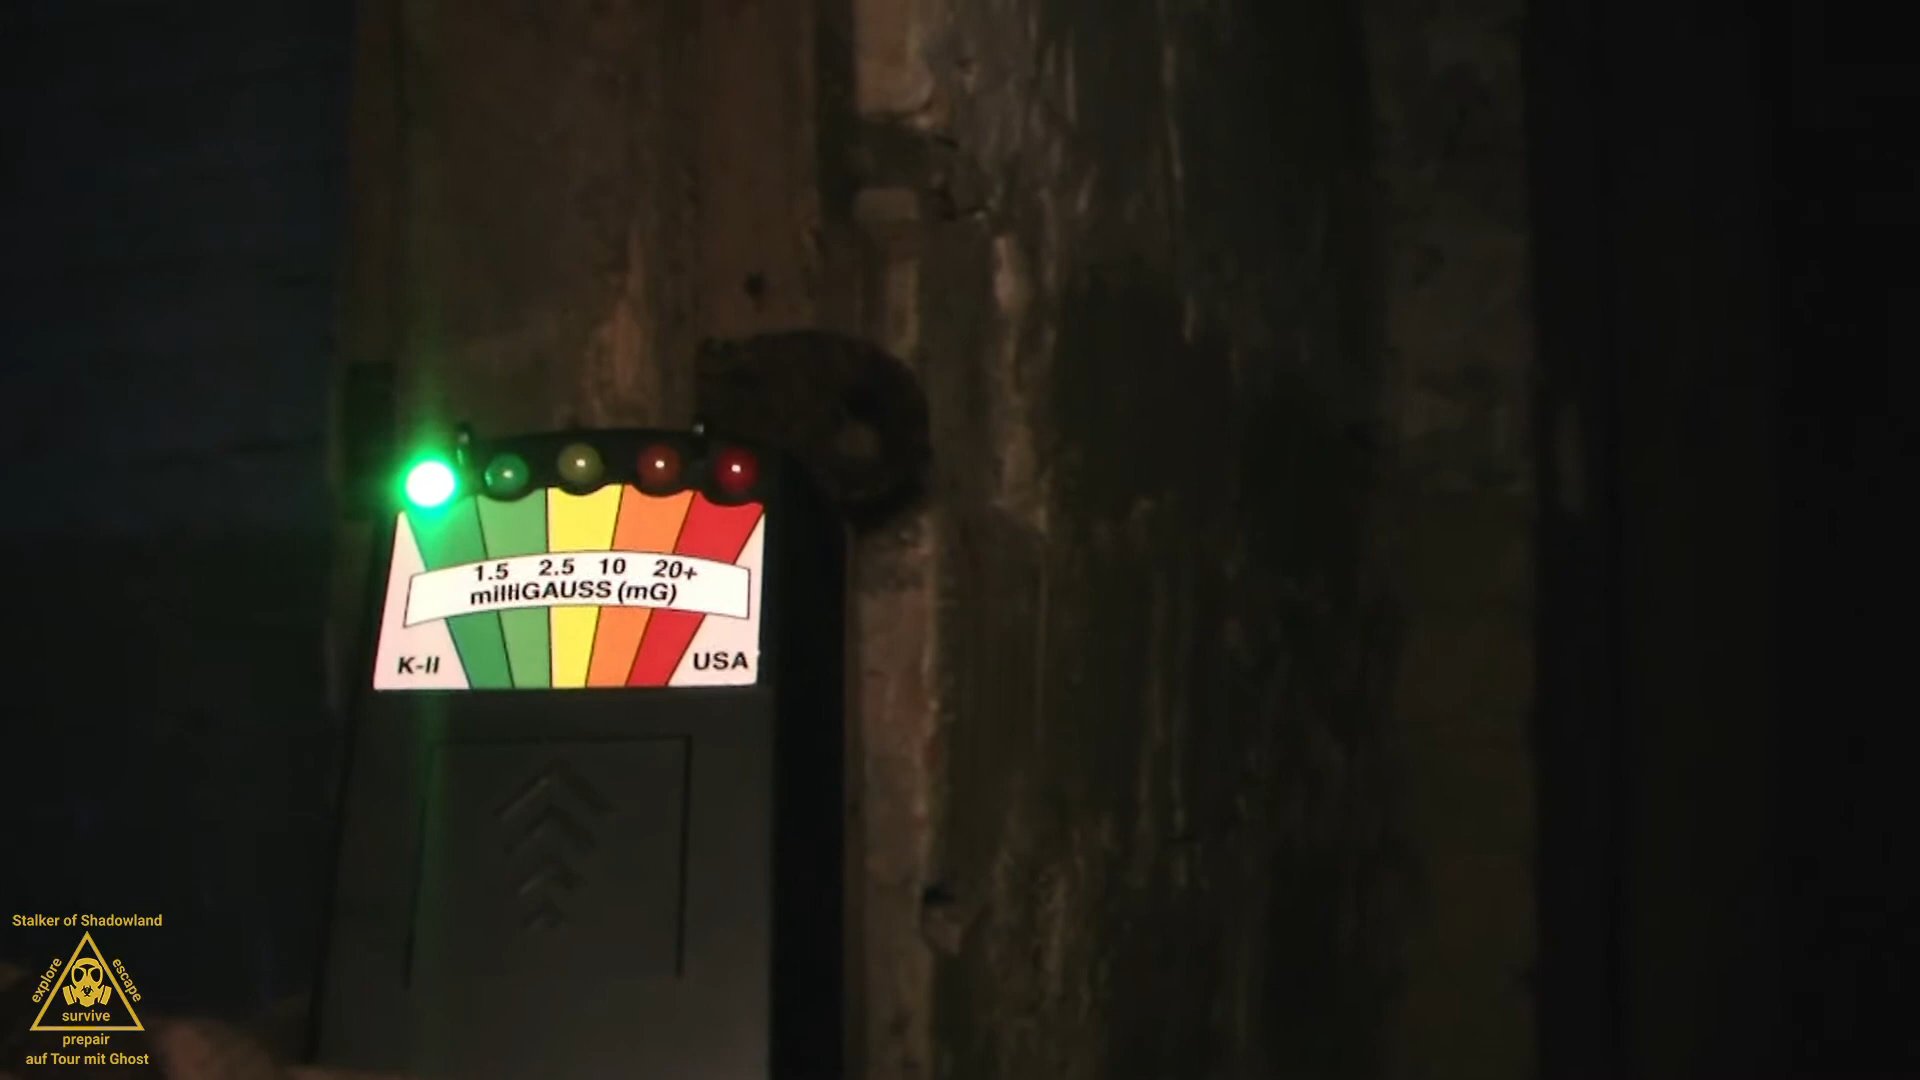 1.5 2.5 10 20+
milliGAUSS (mG)
K-II USA
Stalker of Shadowland
explore escape
survive
prepair
auf Tour mit Ghost